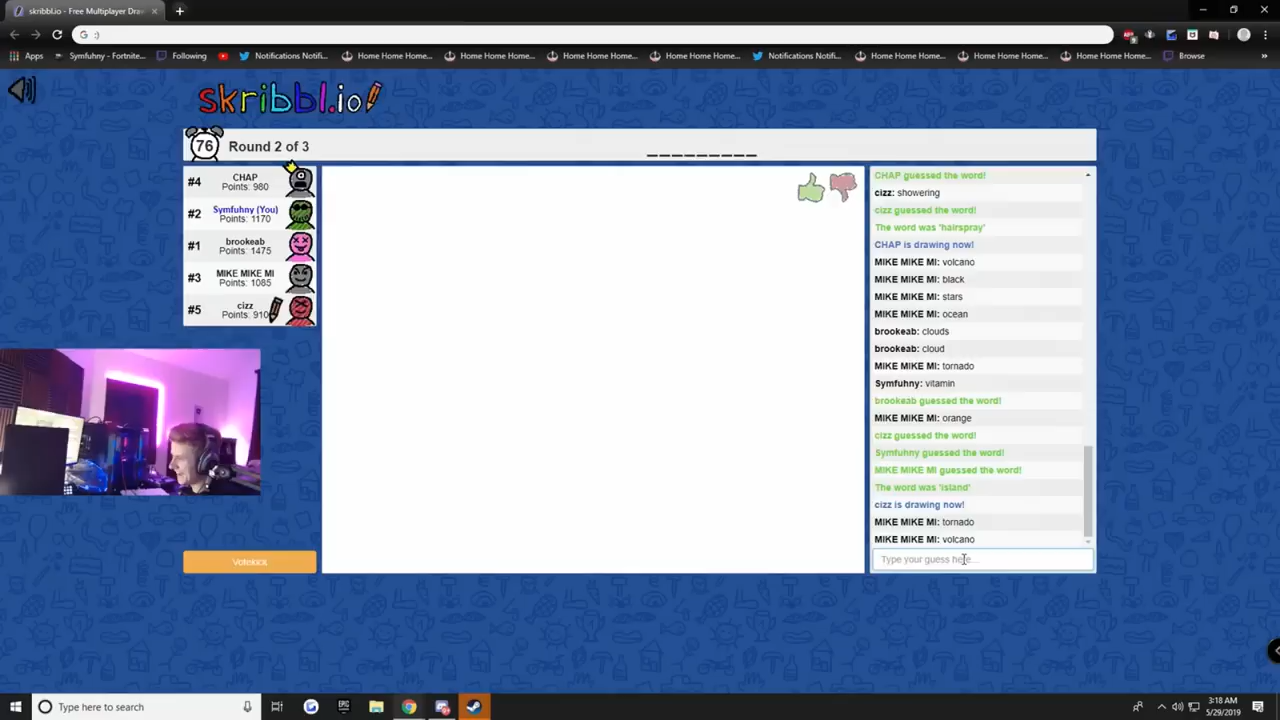 skribbl.io - Free Multiplayer Dra
:)
Apps
Symfuhny - Fortnite...
Following
Notifications Notifi...
Home Home Home...
Home Home Home...
Home Home Home...
Home Home Home...
Notifications Notifi...
Home Home Home...
Home Home Home...
Home Home Home...
Browse
skribbl.io
76
Round 2 of 3
#4
CHAP
Points: 980
#2
Symfuhny (You)
Points: 1170
#1
brookeab
Points: 1475
#3
MIKE MIKE MI
Points: 1085
#5
cizz
Points: 910
Votekick
CHAP guessed the word!
cizz: showering
cizz guessed the word!
The word was 'hairspray'
CHAP is drawing now!
MIKE MIKE MI: volcano
MIKE MIKE MI: black
MIKE MIKE MI: stars
MIKE MIKE MI: ocean
brookeab: clouds
brookeab: cloud
MIKE MIKE MI: tornado
Symfuhny: vitamin
brookeab guessed the word!
MIKE MIKE MI: orange
cizz guessed the word!
Symfuhny guessed the word!
MIKE MIKE MI guessed the word!
The word was 'island'
cizz is drawing now!
MIKE MIKE MI: tornado
MIKE MIKE MI: volcano
Type your guess here...
Type here to search
EPIC
3:18 AM
5/29/2019